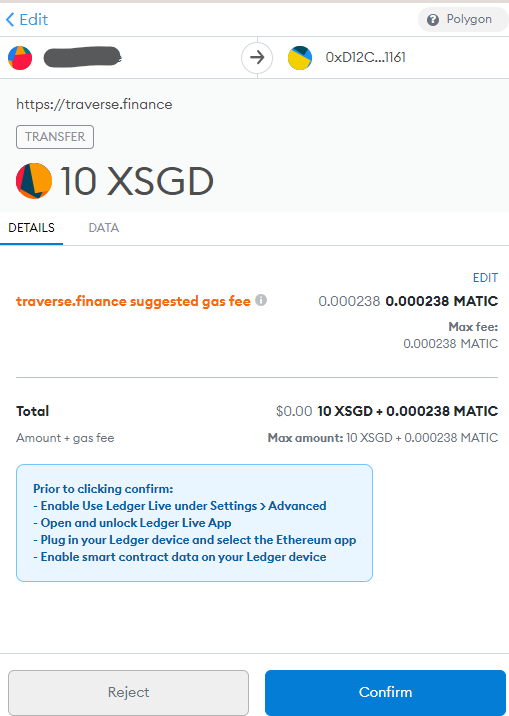 Edit
Polygon
0xD12C...1161
https://traverse.finance
TRANSFER
10 XSGD
DETAILS
DATA
EDIT
traverse.finance suggested gas fee
0.000238 0.000238 MATIC
Max fee:
0.000238 MATIC
Total
$0.00 10 XSGD + 0.000238 MATIC
Amount + gas fee
Max amount: 10 XSGD + 0.000238 MATIC
Prior to clicking confirm:
- Enable Use Ledger Live under Settings > Advanced
- Open and unlock Ledger Live App
- Plug in your Ledger device and select the Ethereum app
- Enable smart contract data on your Ledger device
Reject
Confirm